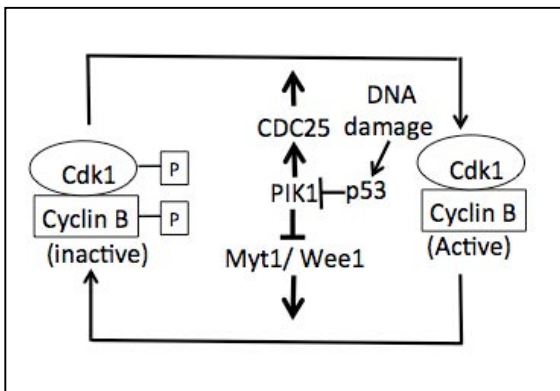 DNA
damage
CDC25
Cdk1
P
Cdk1
PIK1
p53
Cyclin B
P
Cyclin B
(inactive)
(Active)
Myt1/ Wee1